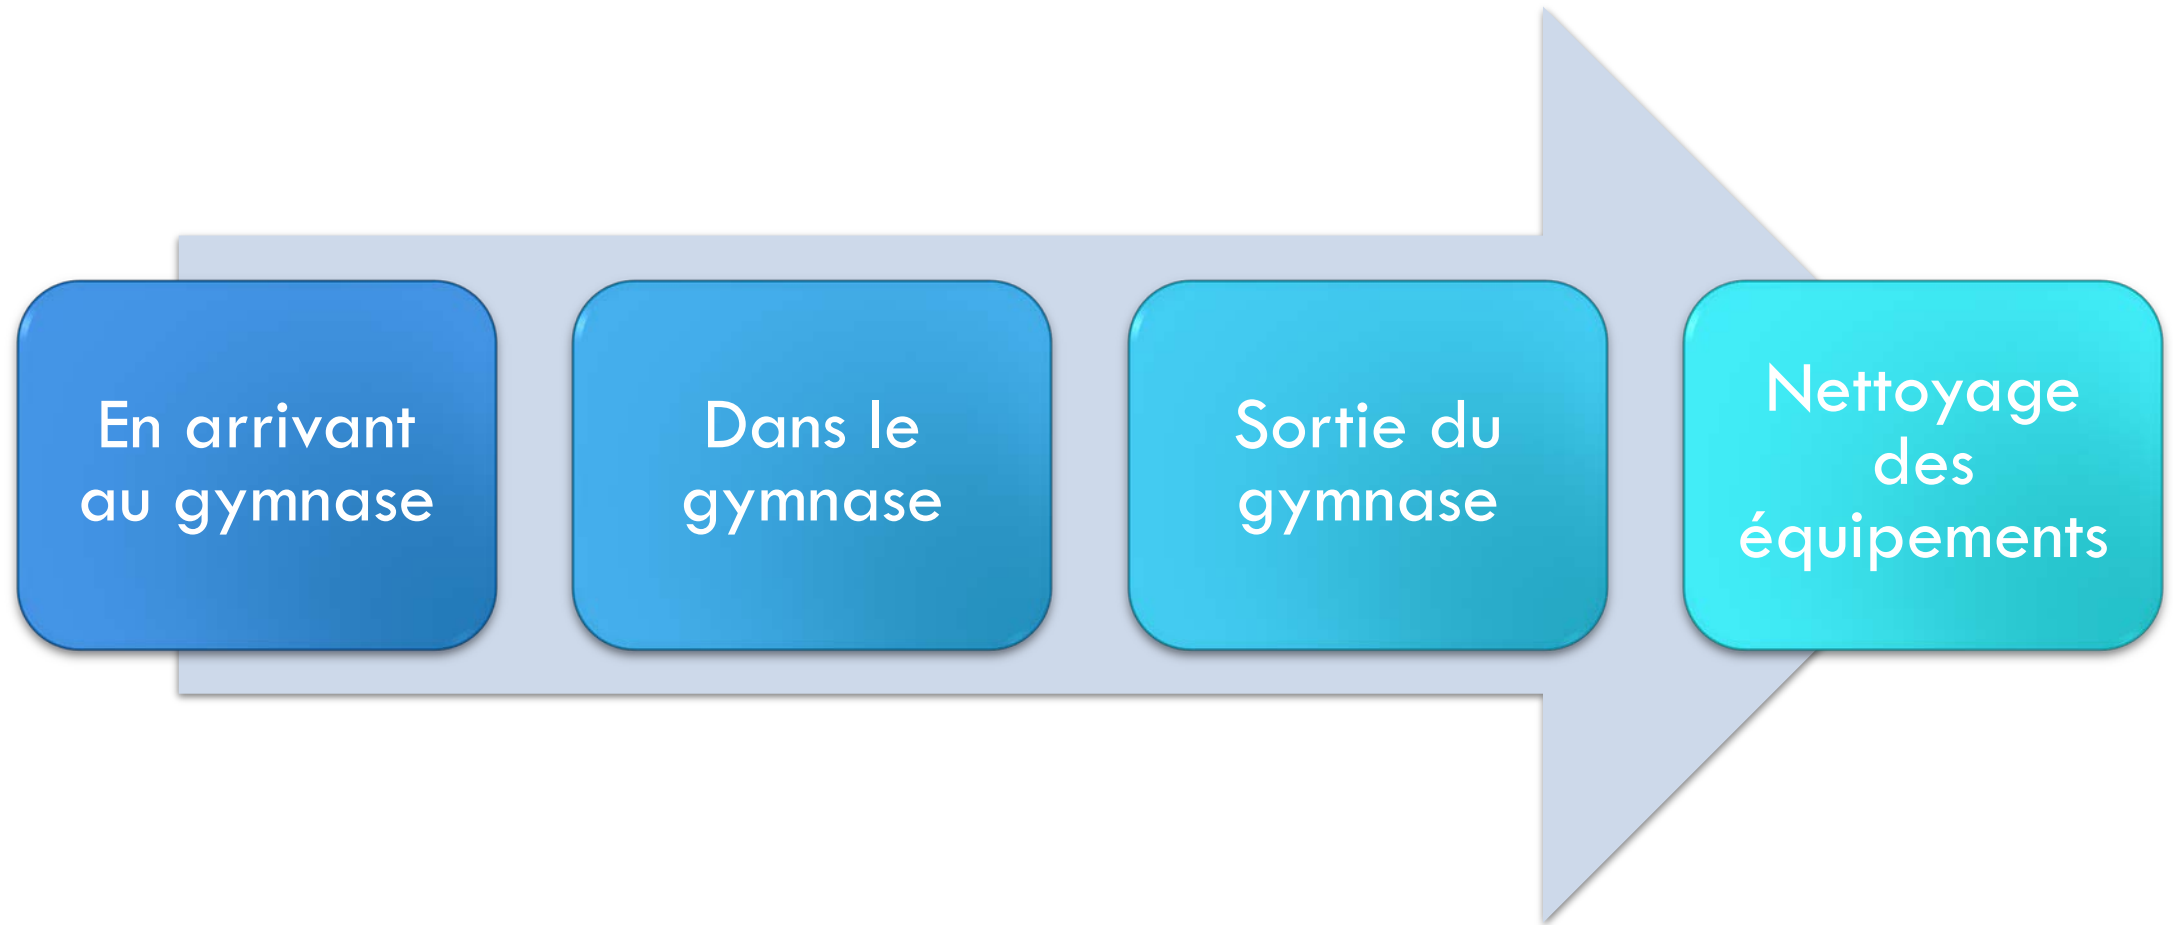 En arrivant
au gymnase
Dans le
gymnase
Sortie du
gymnase
Nettoyage
des
équipements